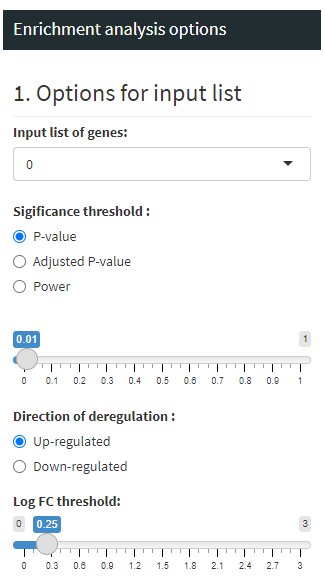 Enrichment analysis options
1. Options for input list
Input list of genes:
0
Sigificance threshold :
P-value
Adjusted P-value
Power
0.01 1
0 0.1 0.2 0.3 0.4 0.5 0.6 0.7 0.8 0.9 1
Direction of deregulation :
Up-regulated
Down-regulated
Log FC threshold:
0 0.25 3
0 0.3 0.6 0.9 1.2 1.5 1.8 2.1 2.4 2.7 3